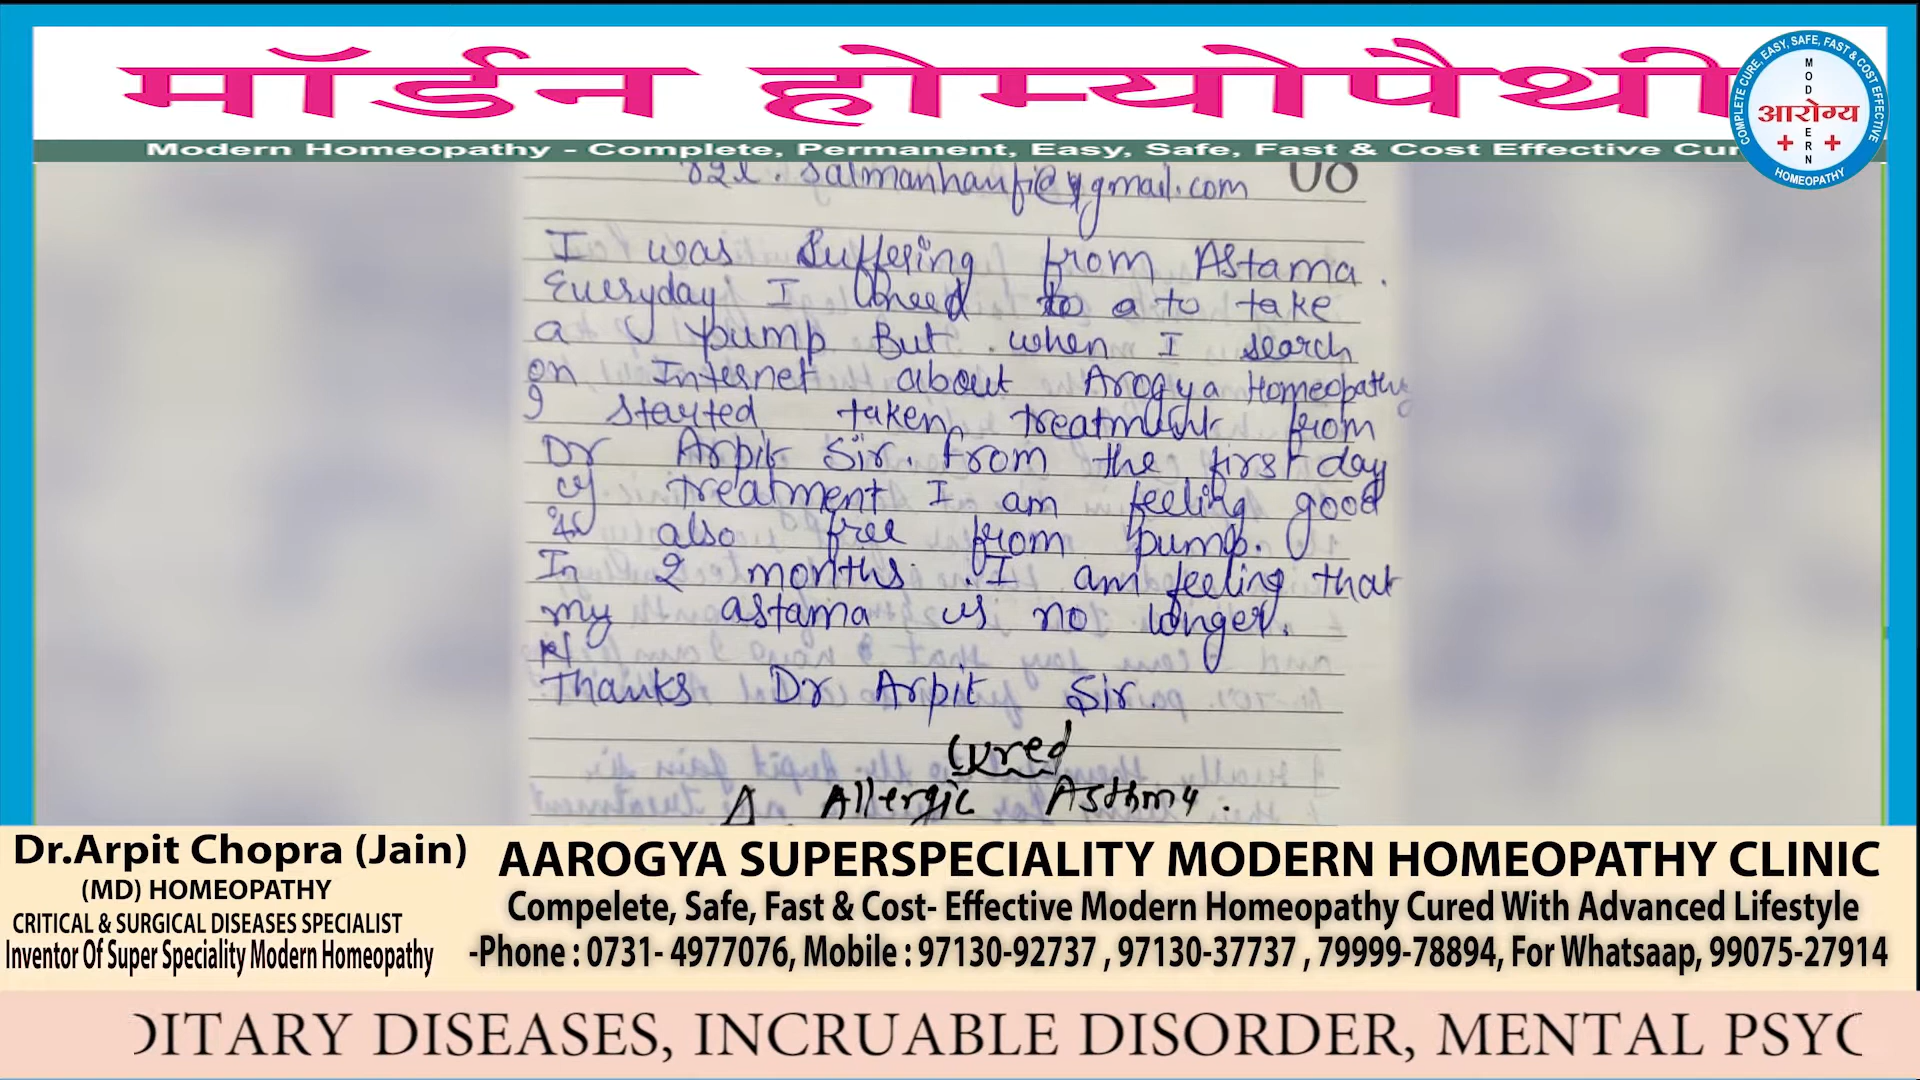 मॉर्डन होम्योपैथी
COMPLETE CURE, EASY, SAFE, FAST & COST EFFECTIVE
MODERN
आरोग्य
HOMEOPATHY
Modern Homeopathy - Complete, Permanent, Easy, Safe, Fast & Cost Effective Cur
salmanhanfi@gmail.com
I was Suffering from Astama.
Everyday I need to a to take
a pump But when I search
on Internet about Arogya Homeopathy
I started taken treatment from
Dr Arpit Sir. From the first day
of treatment I am feeling good
& also free from pump.
In 2 months. I am feeling that
my astama is no longer.
Thanks Dr Arpit Sir.
Cured
Δ Allergic Asthma.
Dr.Arpit Chopra (Jain)
(MD) HOMEOPATHY
CRITICAL & SURGICAL DISEASES SPECIALIST
Inventor Of Super Speciality Modern Homeopathy
AAROGYA SUPERSPECIALITY MODERN HOMEOPATHY CLINIC
Compelete, Safe, Fast & Cost- Effective Modern Homeopathy Cured With Advanced Lifestyle
-Phone : 0731- 4977076, Mobile : 97130-92737 , 97130-37737 , 79999-78894, For Whatsaap, 99075-27914
DITARY DISEASES, INCRUABLE DISORDER, MENTAL PSYC